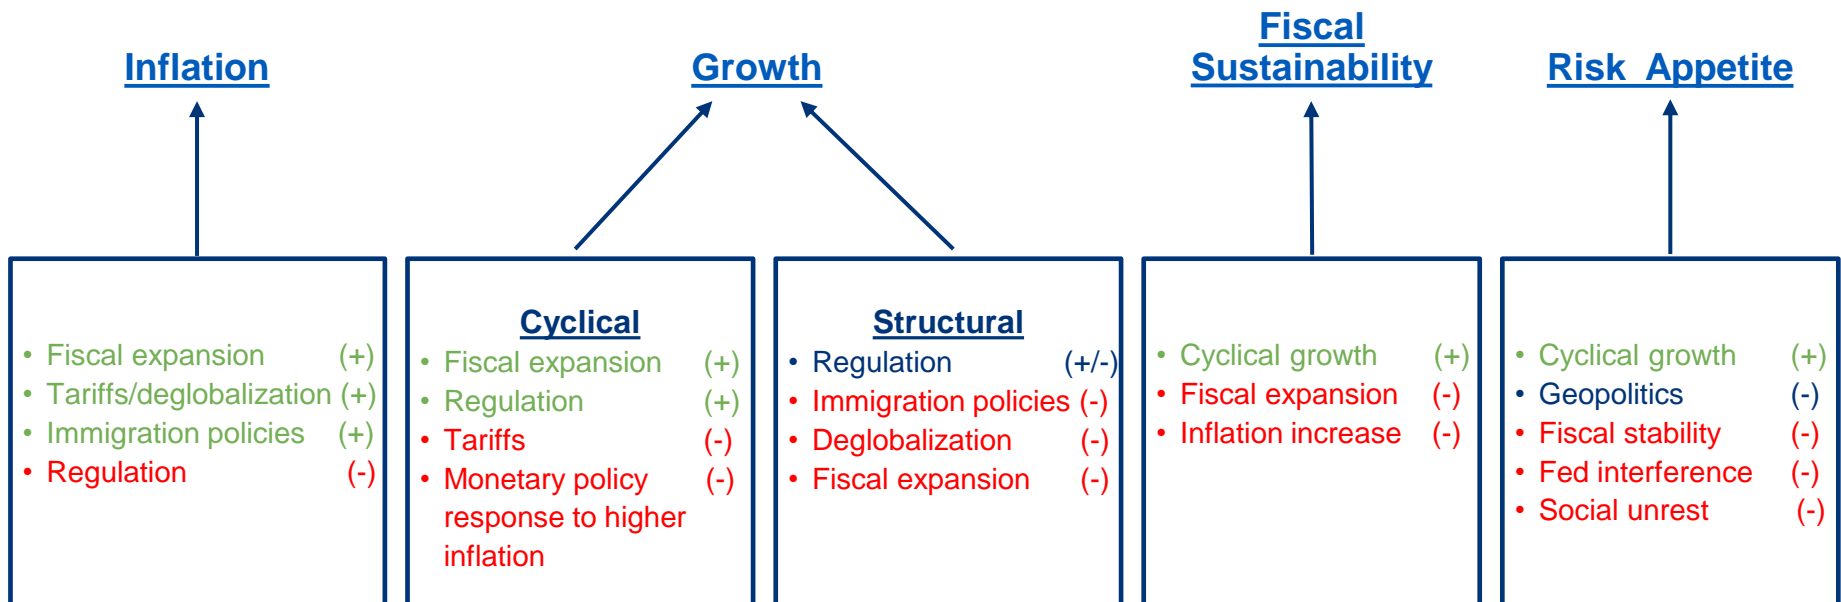 Inflation
Growth
Fiscal
Sustainability
Risk Appetite
• Fiscal expansion (+)
• Tariffs/deglobalization (+)
• Immigration policies (+)
• Regulation (-)
Cyclical
• Fiscal expansion (+)
• Regulation (+)
• Tariffs (-)
• Monetary policy (-)
response to higher
inflation
Structural
• Regulation (+/-)
• Immigration policies (-)
• Deglobalization (-)
• Fiscal expansion (-)
• Cyclical growth (+)
• Fiscal expansion (-)
• Inflation increase (-)
• Cyclical growth (+)
• Geopolitics (-)
• Fiscal stability (-)
• Fed interference (-)
• Social unrest (-)